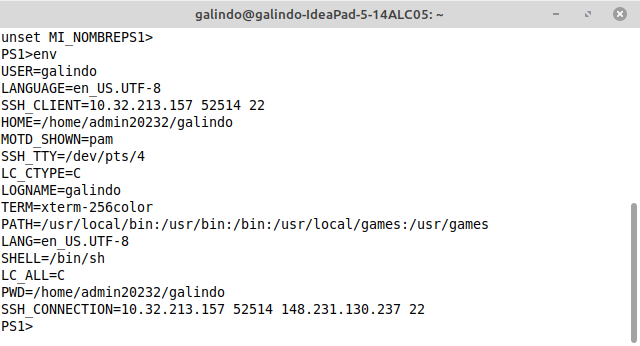 galindo@galindo-IdeaPad-5-14ALC05: ~
unset MI_NOMBREPS1>
PS1>env
USER=galindo
LANGUAGE=en_US.UTF-8
SSH_CLIENT=10.32.213.157 52514 22
HOME=/home/admin20232/galindo
MOTD_SHOWN=pam
SSH_TTY=/dev/pts/4
LC_CTYPE=C
LOGNAME=galindo
TERM=xterm-256color
PATH=/usr/local/bin:/usr/bin:/bin:/usr/local/games:/usr/games
LANG=en_US.UTF-8
SHELL=/bin/sh
LC_ALL=C
PWD=/home/admin20232/galindo
SSH_CONNECTION=10.32.213.157 52514 148.231.130.237 22
PS1>